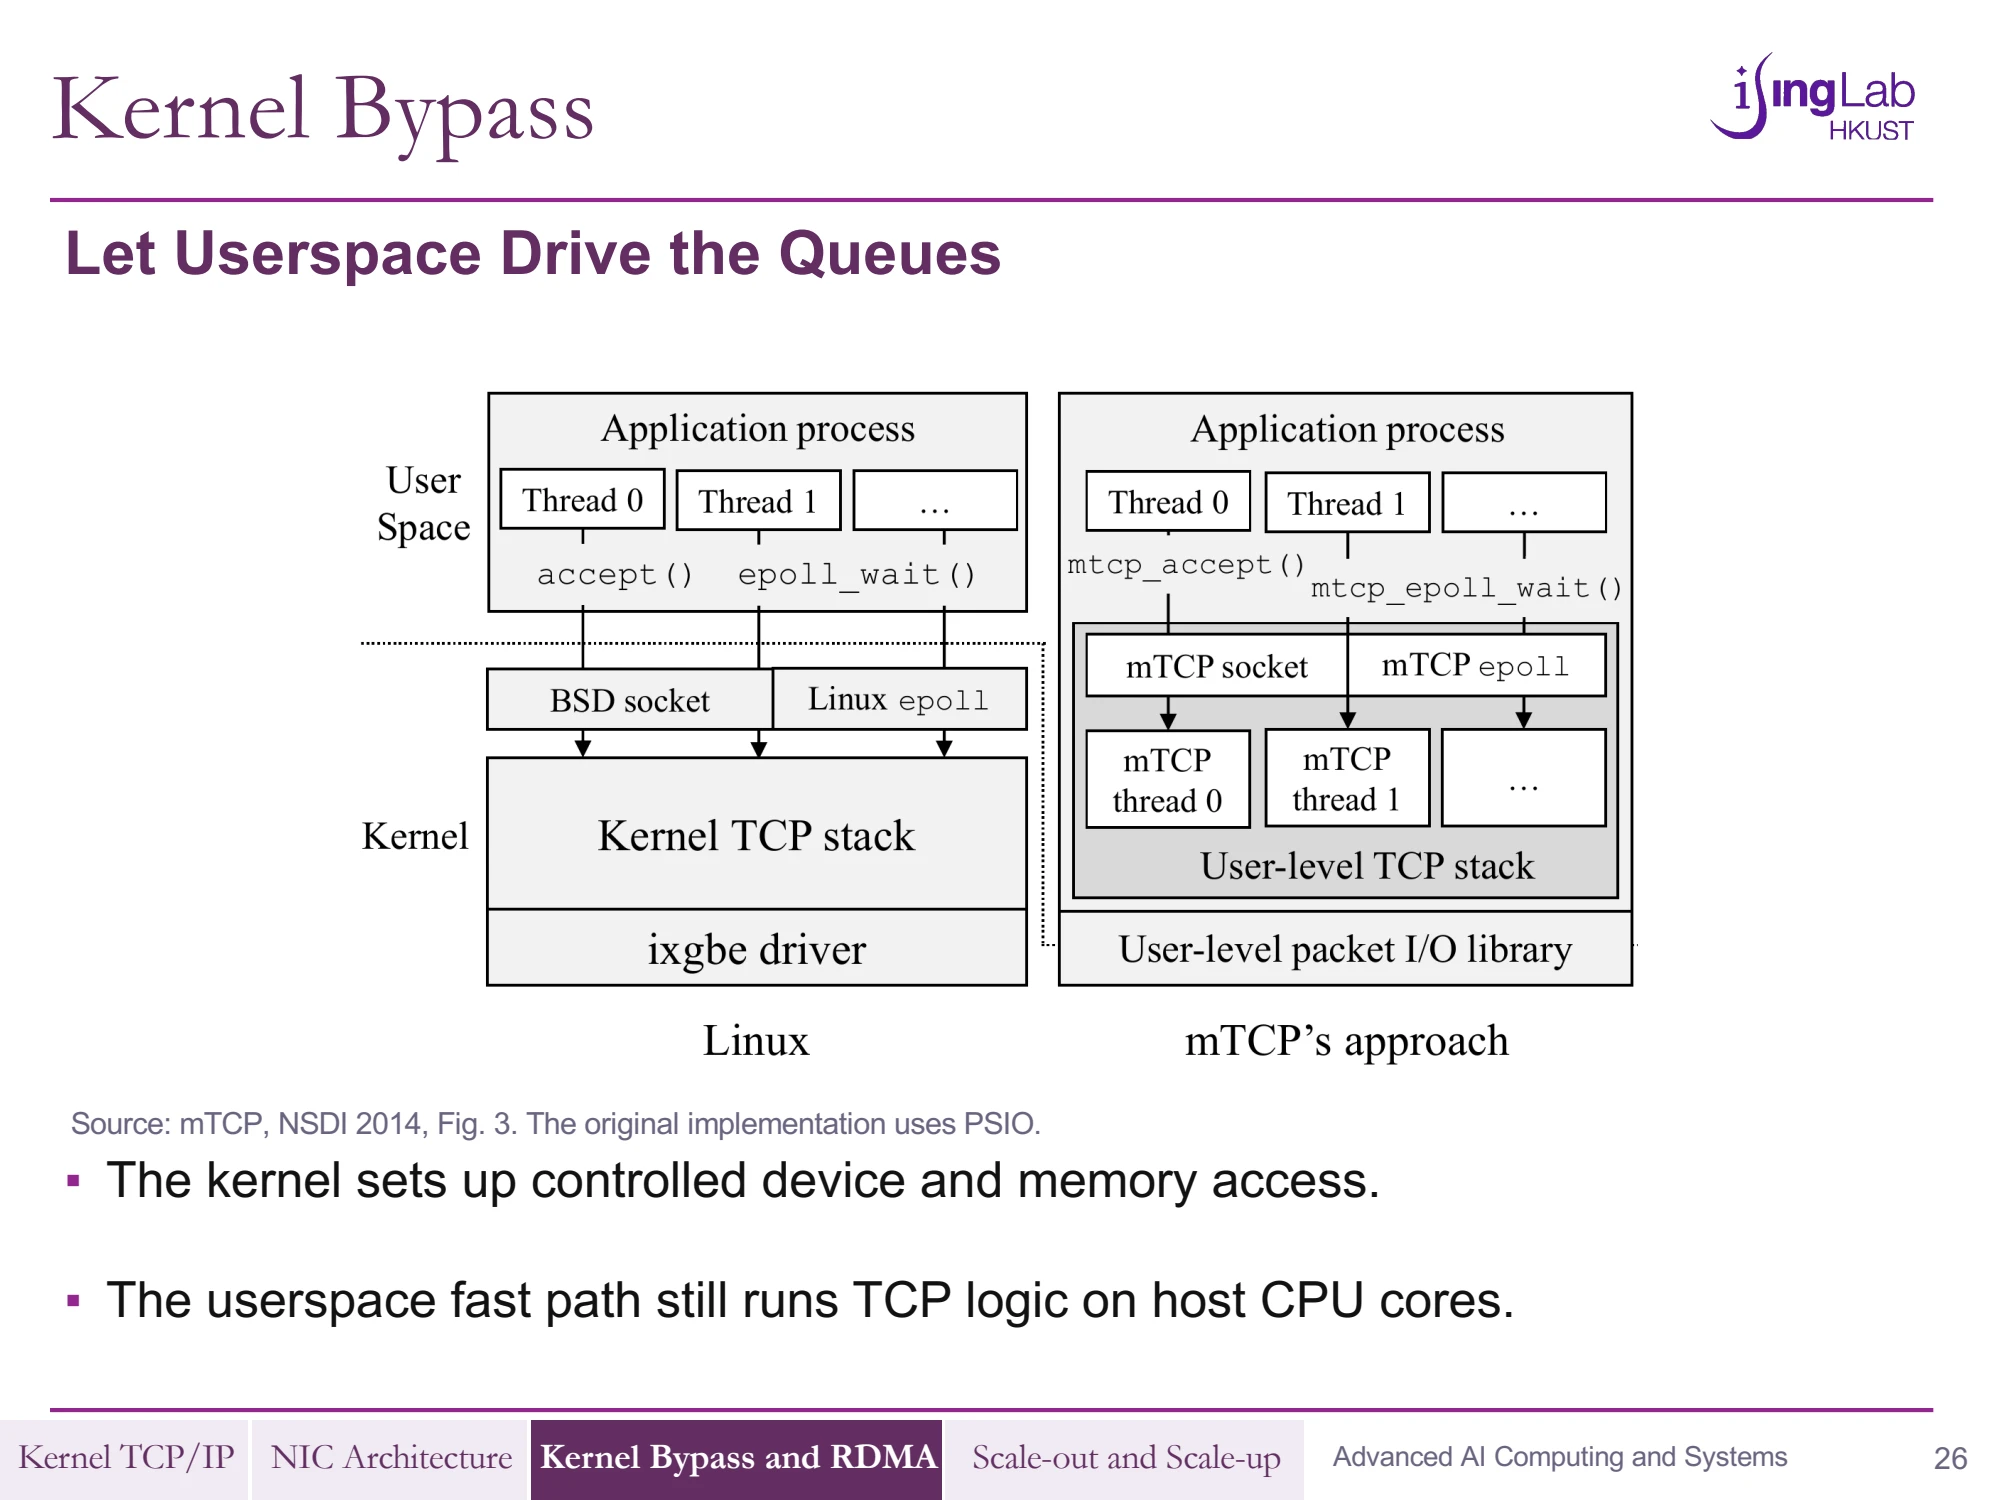 Kernel Bypass
isingLab
HKUST
Let Userspace Drive the Queues
User
Space
Kernel
Application process
Thread 0
Thread 1
...
accept()
epoll_wait()
BSD socket
Linux epoll
Kernel TCP stack
ixgbe driver
Linux
Application process
Thread 0
Thread 1
...
mtcp_accept()
mtcp_epoll_wait()
mTCP socket
mTCP epoll
mTCP
thread 0
mTCP
thread 1
...
User-level TCP stack
User-level packet I/O library
mTCP’s approach
Source: mTCP, NSDI 2014, Fig. 3. The original implementation uses PSIO.
▪ The kernel sets up controlled device and memory access.
▪ The userspace fast path still runs TCP logic on host CPU cores.
Kernel TCP/IP
NIC Architecture
Kernel Bypass and RDMA
Scale-out and Scale-up
Advanced AI Computing and Systems
26